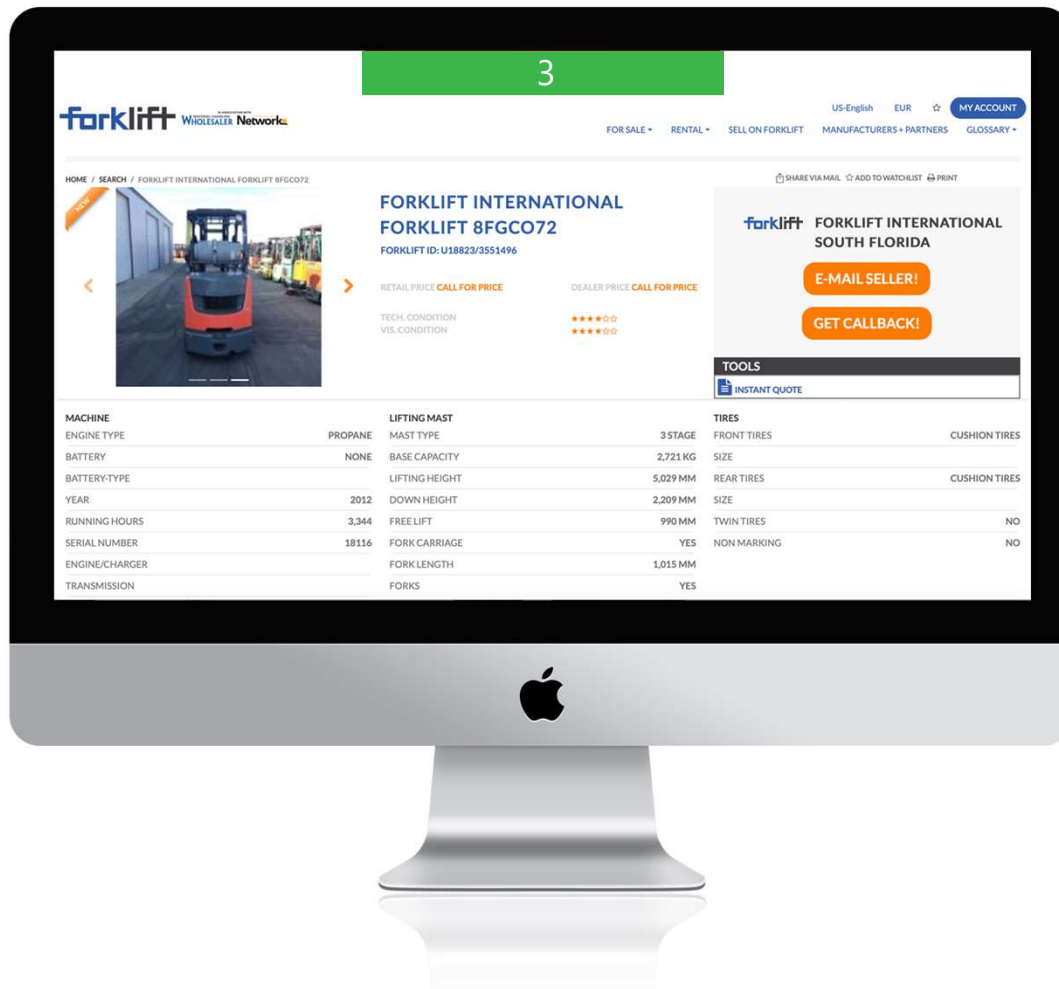 3
forklift
IN ASSOCIATION WITH
MATERIAL HANDLING
WHOLESALER Network
US-English EUR ☆ MY ACCOUNT
FOR SALE RENTAL SELL ON FORKLIFT MANUFACTURERS + PARTNERS GLOSSARY
HOME / SEARCH / FORKLIFT INTERNATIONAL FORKLIFT 8FGCO72
SHARE VIA MAIL ☆ ADD TO WATCHLIST PRINT
NEW
FORKLIFT INTERNATIONAL
FORKLIFT 8FGCO72
FORKLIFT ID: U18823/3551496
RETAIL PRICE CALL FOR PRICE DEALER PRICE CALL FOR PRICE
TECH. CONDITION ★★★★☆☆
VIS. CONDITION ★★★★☆☆
forklift FORKLIFT INTERNATIONAL
SOUTH FLORIDA
E-MAIL SELLER!
GET CALLBACK!
TOOLS
INSTANT QUOTE
MACHINE
ENGINE TYPE PROPANE
BATTERY NONE
BATTERY-TYPE
YEAR 2012
RUNNING HOURS 3,344
SERIAL NUMBER 18116
ENGINE/CHARGER
TRANSMISSION
LIFTING MAST
MAST TYPE 3 STAGE
BASE CAPACITY 2,721 KG
LIFTING HEIGHT 5,029 MM
DOWN HEIGHT 2,209 MM
FREE LIFT 990 MM
FORK CARRIAGE YES
FORK LENGTH 1,015 MM
FORKS YES
TIRES
FRONT TIRES CUSHION TIRES
SIZE
REAR TIRES CUSHION TIRES
SIZE
TWIN TIRES NO
NON MARKING NO